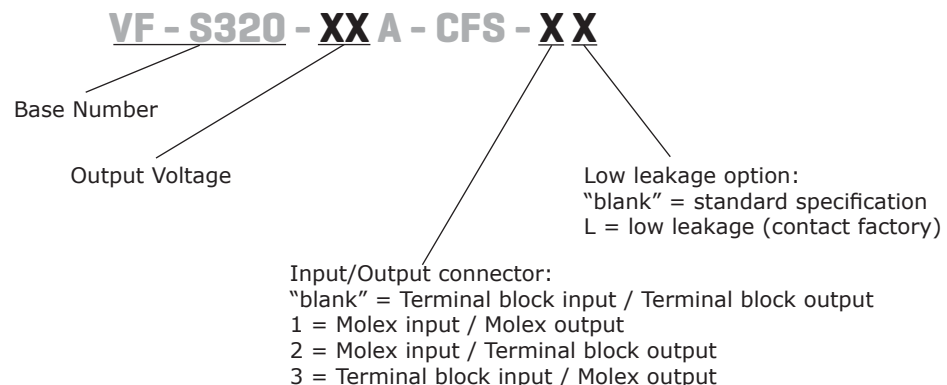 VF - S320 - XX A - CFS - X X
Base Number
Output Voltage
Low leakage option:
“blank” = standard specification
L = low leakage (contact factory)
Input/Output connector:
“blank” = Terminal block input / Terminal block output
1 = Molex input / Molex output
2 = Molex input / Terminal block output
3 = Terminal block input / Molex output